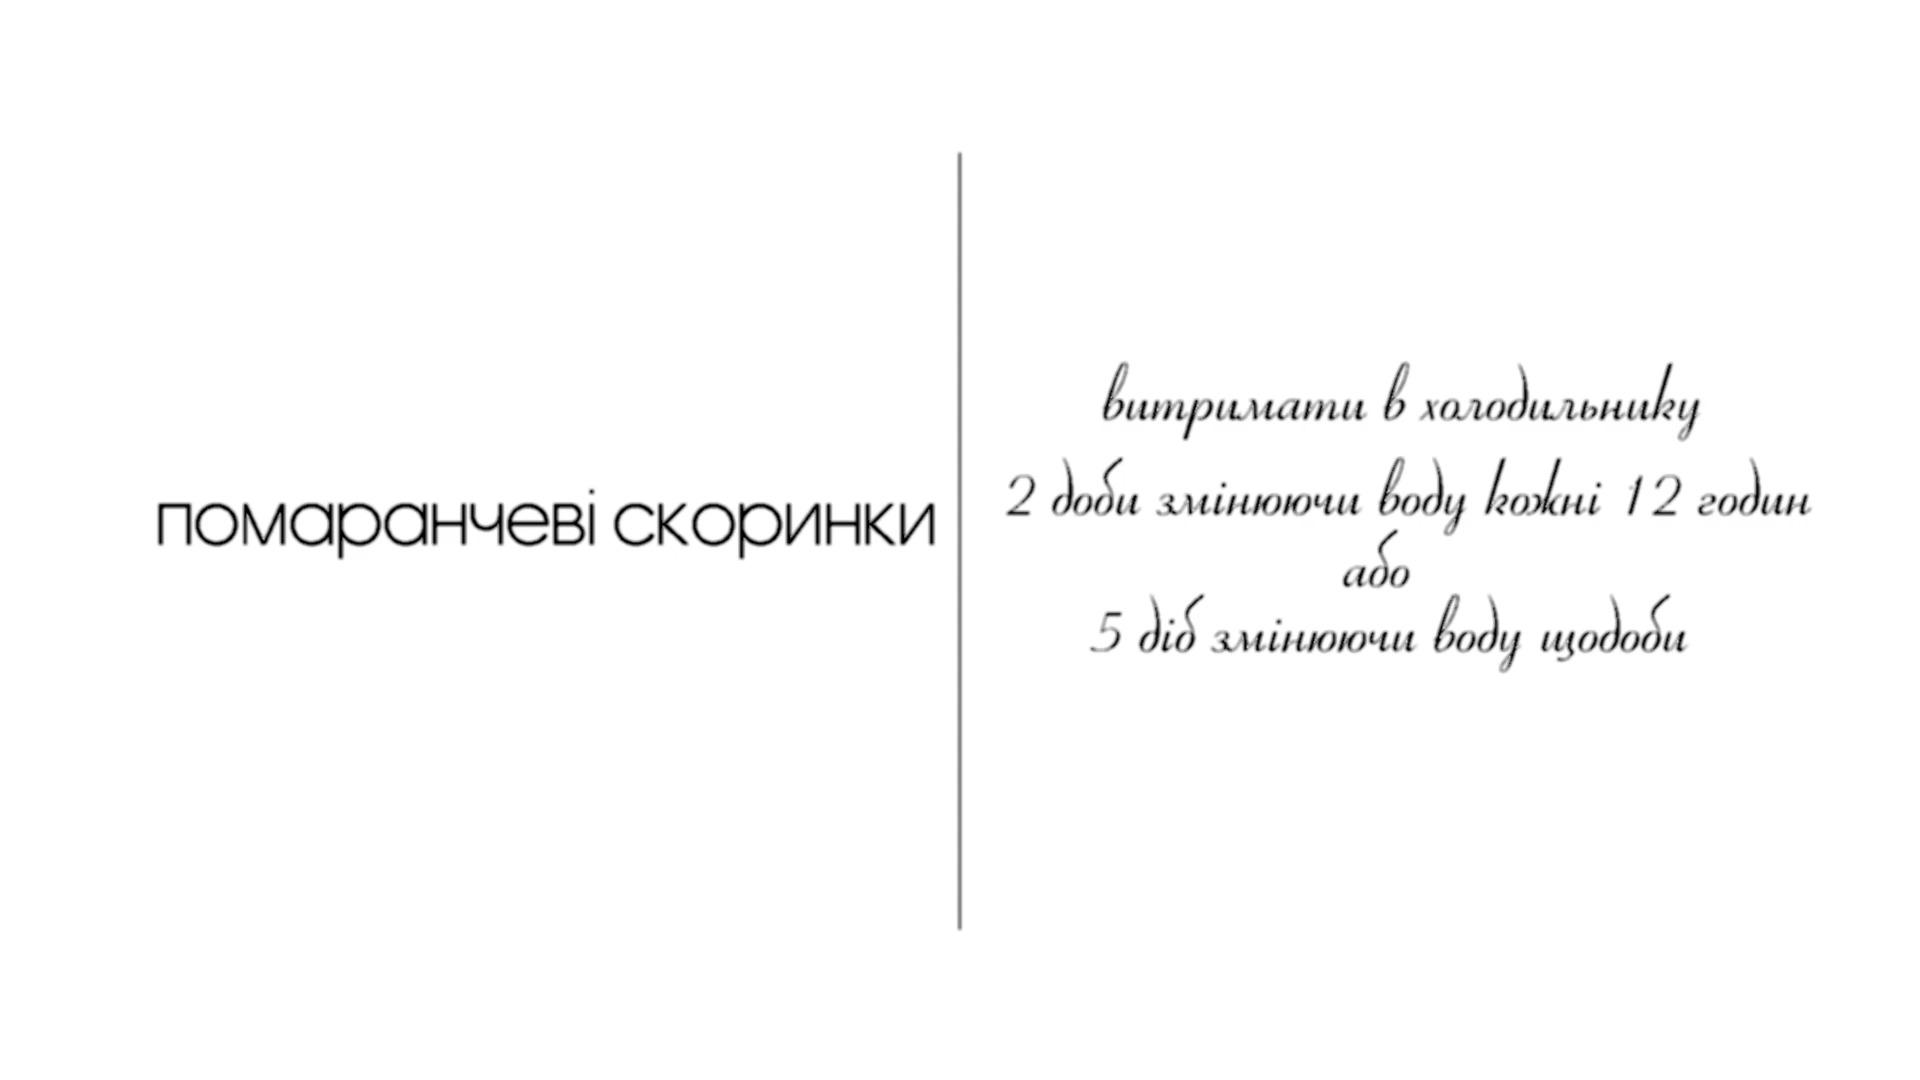 помаранчеві скоринки
витримати в холодильнику
2 доби змінюючи воду кожні 12 годин
або
5 діб змінюючи воду щодоби